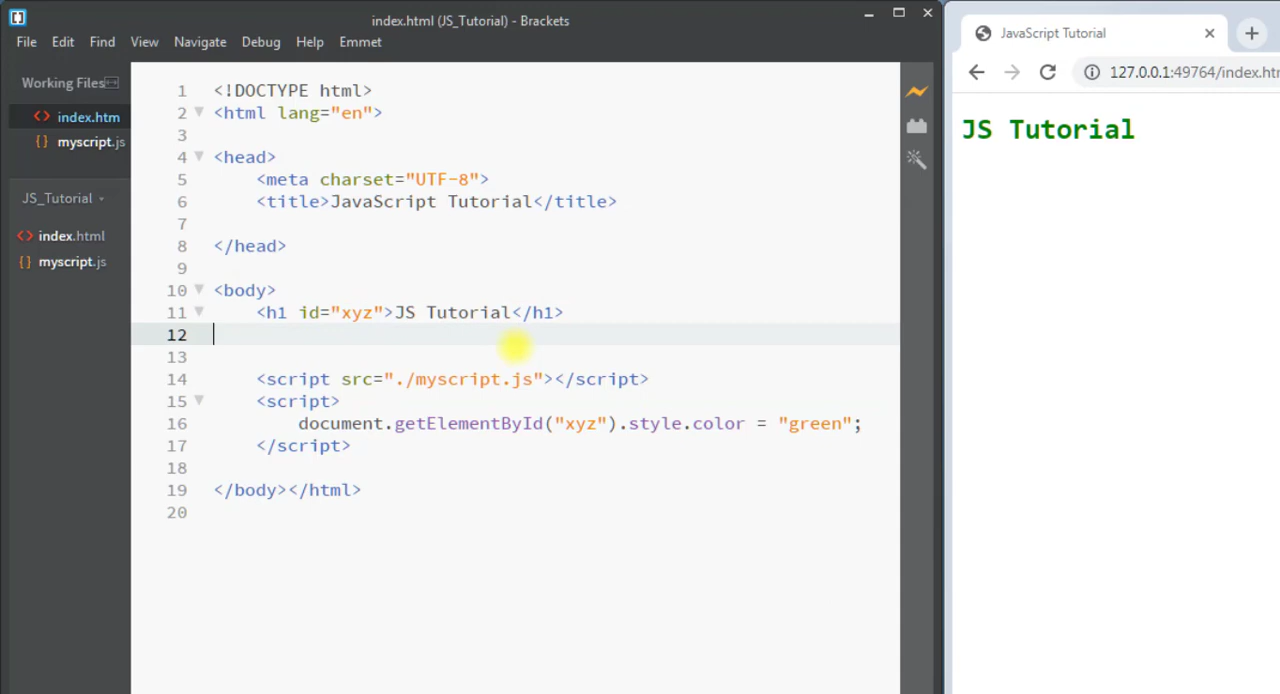 index.html (JS_Tutorial) - Brackets
File Edit Find View Navigate Debug Help Emmet
Working Files
index.htm
myscript.js
JS_Tutorial
index.html
myscript.js
1 <!DOCTYPE html>
2 <html lang="en">
3
4 <head>
5 <meta charset="UTF-8">
6 <title>JavaScript Tutorial</title>
7
8 </head>
9
10 <body>
11 <h1 id="xyz">JS Tutorial</h1>
12
13
14 <script src="./myscript.js"></script>
15 <script>
16 document.getElementById("xyz").style.color = "green";
17 </script>
18
19 </body></html>
20
JavaScript Tutorial
127.0.0.1:49764/index.htm
JS Tutorial